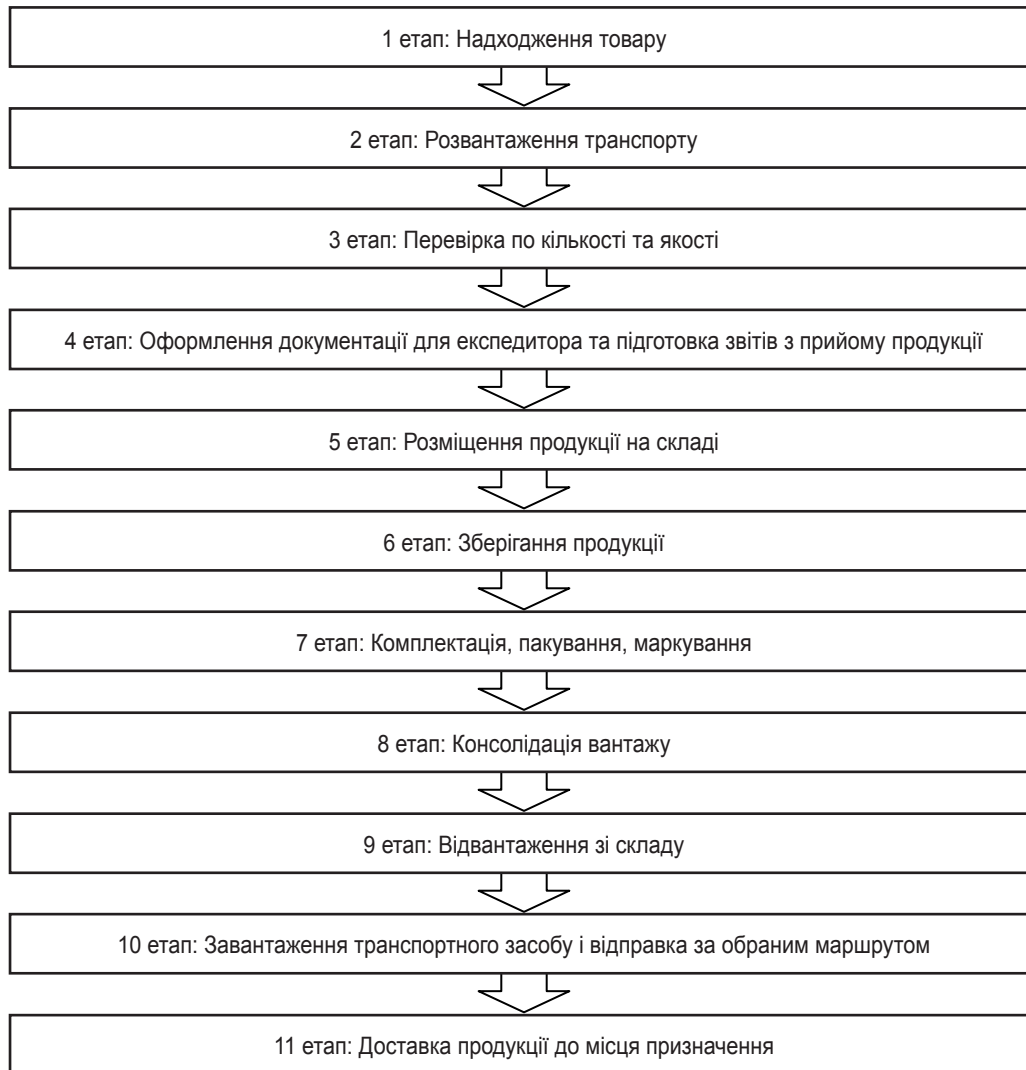 1 етап: Надходження товару
2 етап: Розвантаження транспорту
3 етап: Перевірка по кількості та якості
4 етап: Оформлення документації для експедитора та підготовка звітів з прийому продукції
5 етап: Розміщення продукції на складі
6 етап: Зберігання продукції
7 етап: Комплектація, пакування, маркування
8 етап: Консолідація вантажу
9 етап: Відвантаження зі складу
10 етап: Завантаження транспортного засобу і відправка за обраним маршрутом
11 етап: Доставка продукції до місця призначення